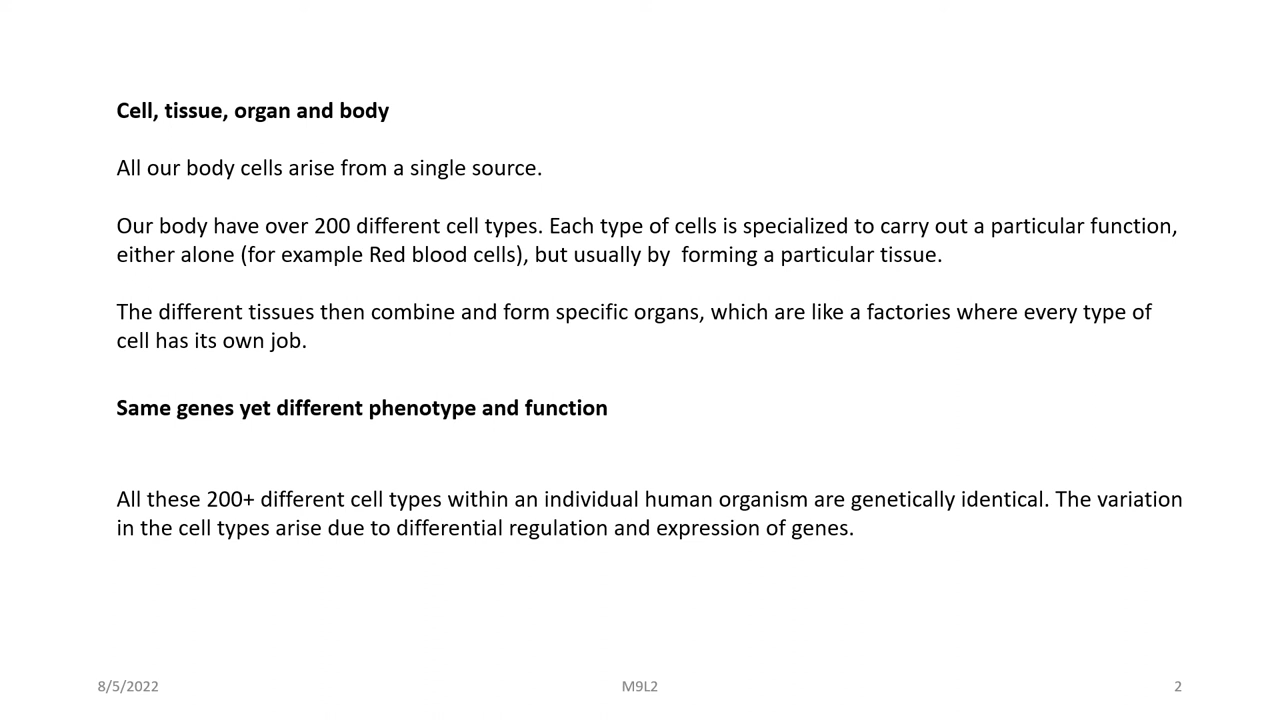 Cell, tissue, organ and body
All our body cells arise from a single source.
Our body have over 200 different cell types. Each type of cells is specialized to carry out a particular function,
either alone (for example Red blood cells), but usually by  forming a particular tissue.
The different tissues then combine and form specific organs, which are like a factories where every type of
cell has its own job.
Same genes yet different phenotype and function
All these 200+ different cell types within an individual human organism are genetically identical. The variation
in the cell types arise due to differential regulation and expression of genes.
8/5/2022
M9L2
2